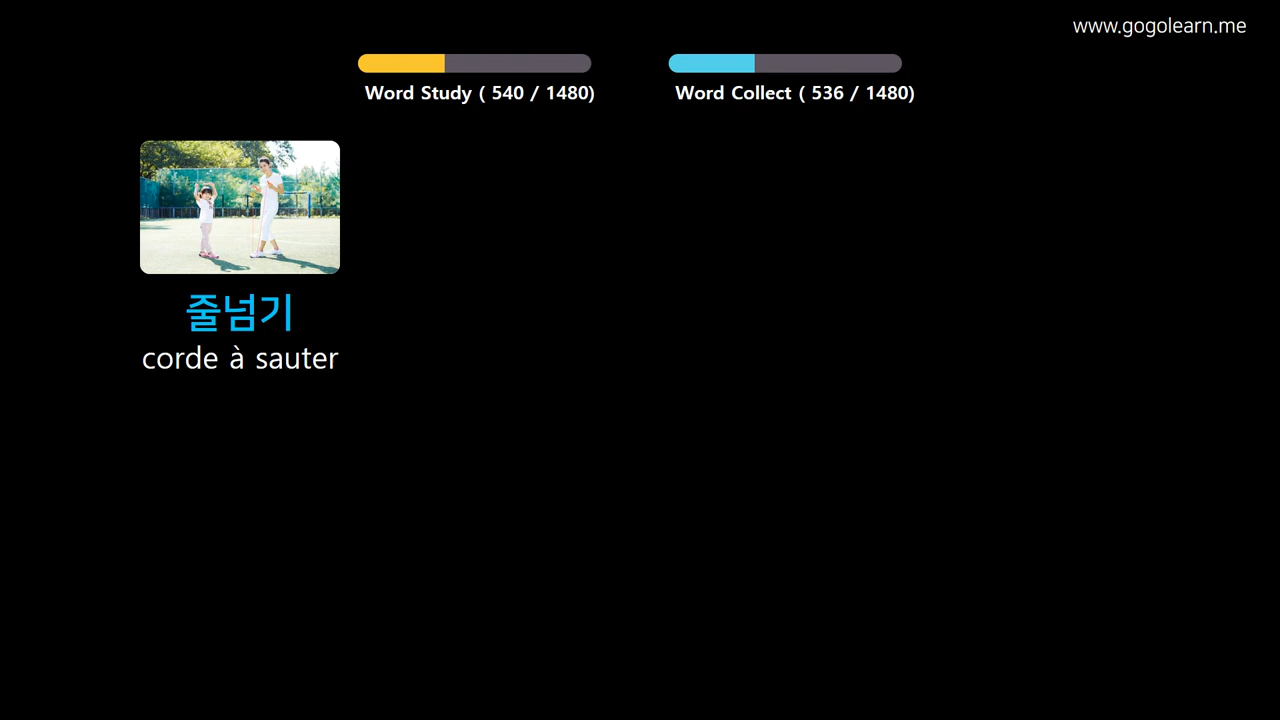 www.gogolearn.me
Word Study ( 540 / 1480)
Word Collect ( 536 / 1480)
줄넘기
corde à sauter